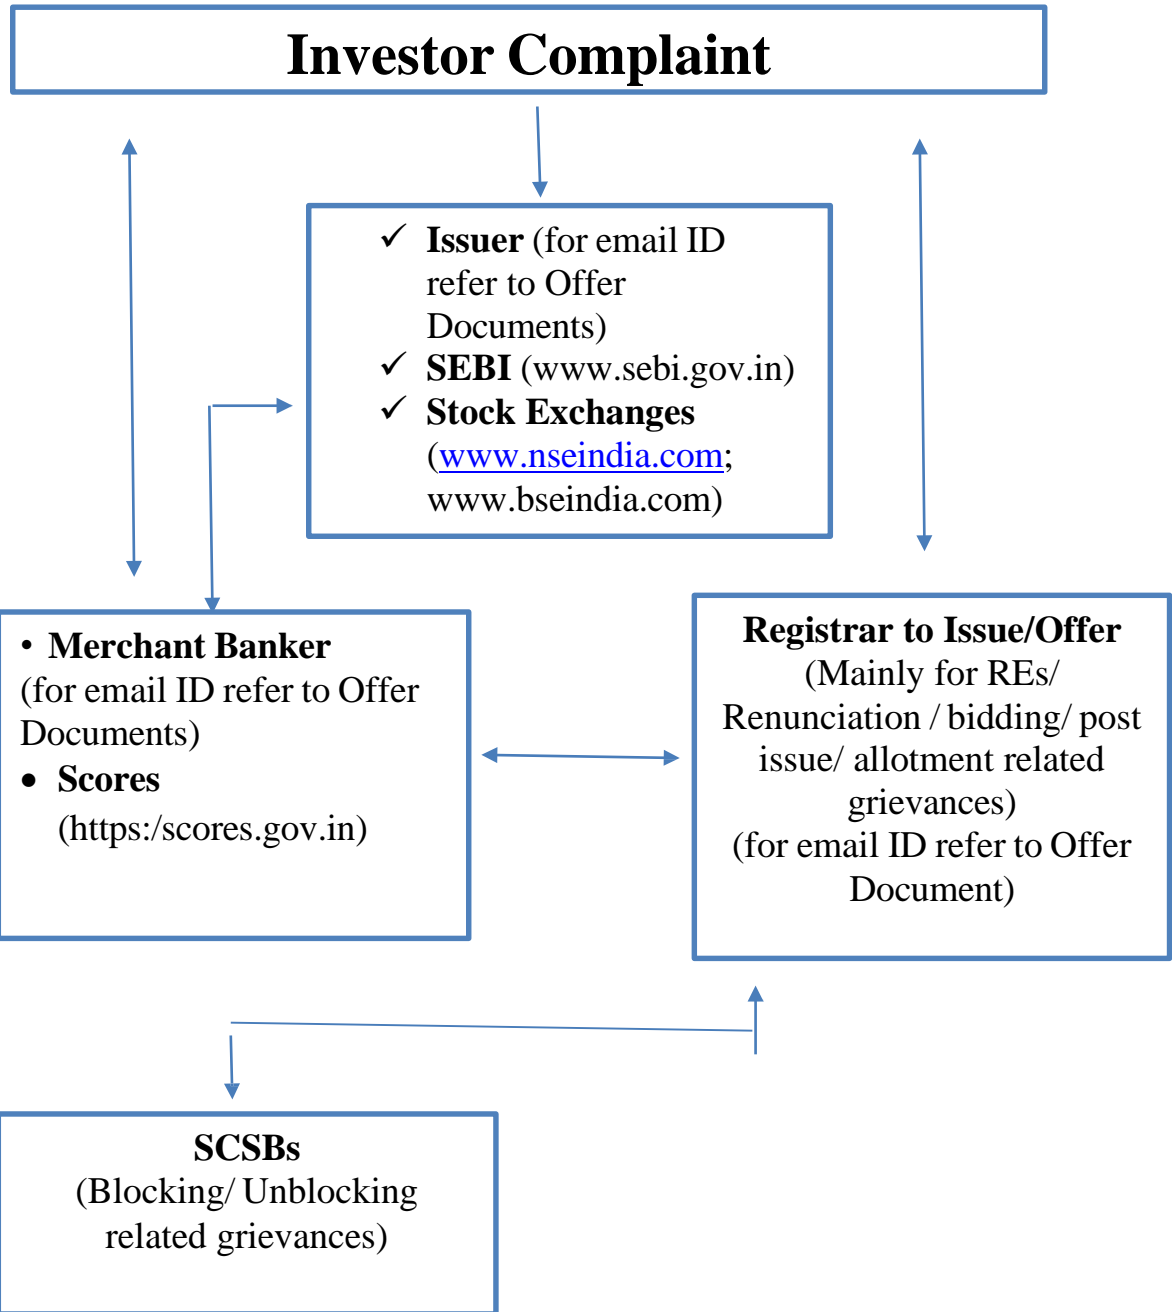 Investor Complaint
✓ Issuer (for email ID
refer to Offer
Documents)
✓ SEBI (www.sebi.gov.in)
✓ Stock Exchanges
(www.nseindia.com;
www.bseindia.com)
• Merchant Banker
(for email ID refer to Offer
Documents)
• Scores
(https:/scores.gov.in)
Registrar to Issue/Offer
(Mainly for REs/
Renunciation / bidding/ post
issue/ allotment related
grievances)
(for email ID refer to Offer
Document)
SCSBs
(Blocking/ Unblocking
related grievances)